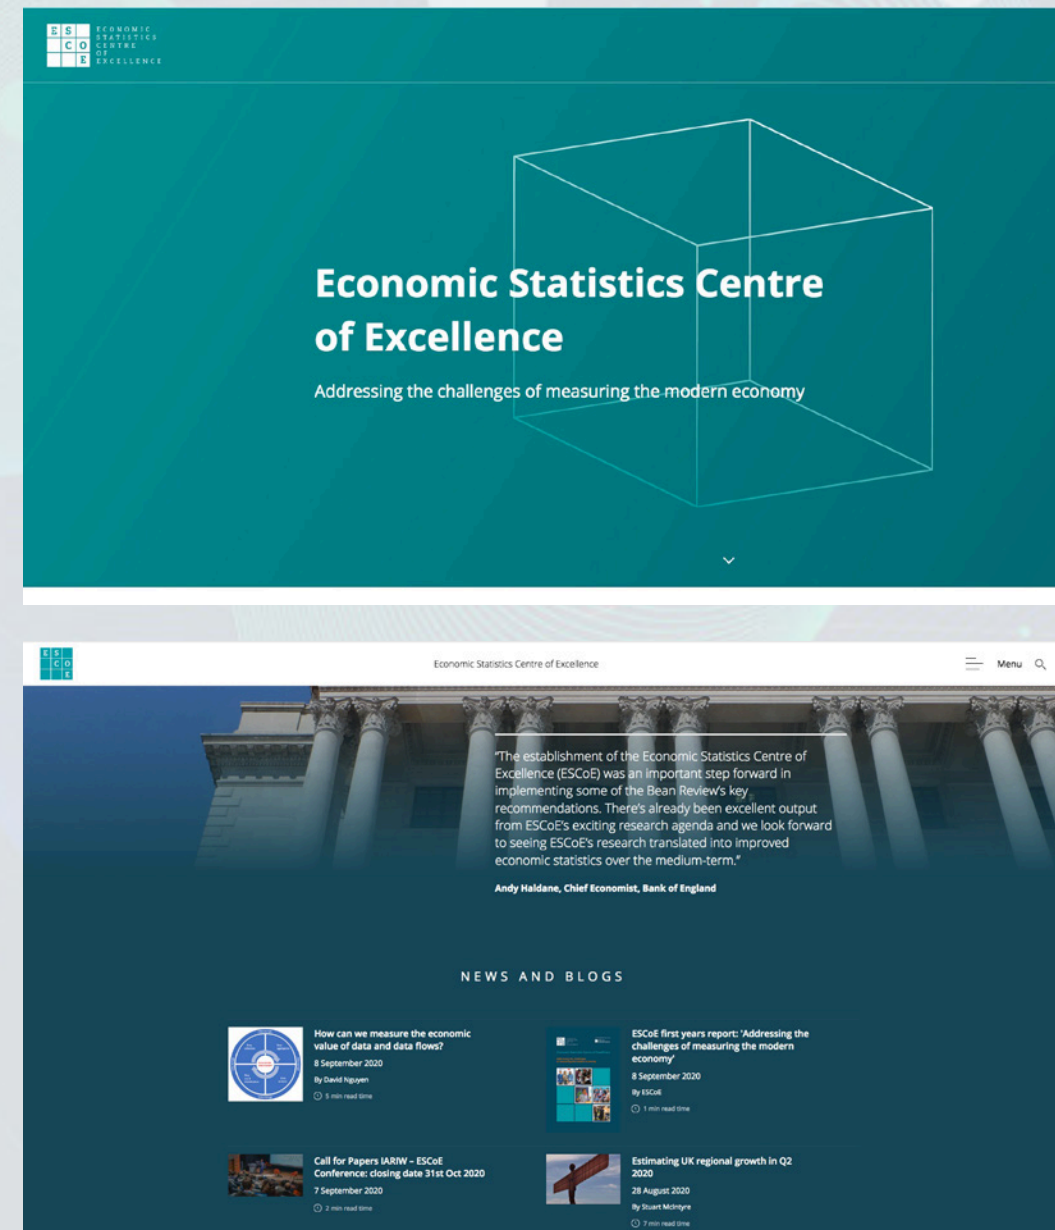 E S
C O
E
ECONOMIC
STATISTICS
CENTRE
OF
EXCELLENCE
Economic Statistics Centre
of Excellence
Addressing the challenges of measuring the modern economy
E S
C O
E
Economic Statistics Centre of Excellence
Menu
“The establishment of the Economic Statistics Centre of
Excellence (ESCoE) was an important step forward in
implementing some of the Bean Review’s key
recommendations. There’s already been excellent output
from ESCoE’s exciting research agenda and we look forward
to seeing ESCoE’s research translated into improved
economic statistics over the medium-term.”
Andy Haldane, Chief Economist, Bank of England
NEWS AND BLOGS
How can we measure the economic
value of data and data flows?
8 September 2020
By David Nguyen
5 min read time
ESCoE first years report: ‘Addressing the
challenges of measuring the modern
economy’
8 September 2020
By ESCoE
1 min read time
Call for Papers IARIW – ESCoE
Conference: closing date 31st Oct 2020
7 September 2020
2 min read time
Estimating UK regional growth in Q2
2020
28 August 2020
By Stuart McIntyre
7 min read time